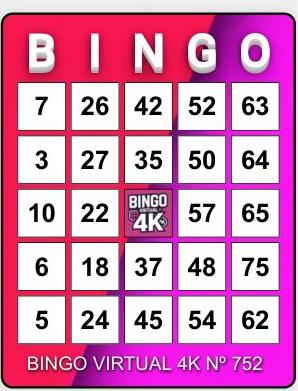 B I N G O
7 26 42 52 63
3 27 35 50 64
10 22 BINGO VIRTUAL 4K 57 65
6 18 37 48 75
5 24 45 54 62
BINGO VIRTUAL 4K Nº 752